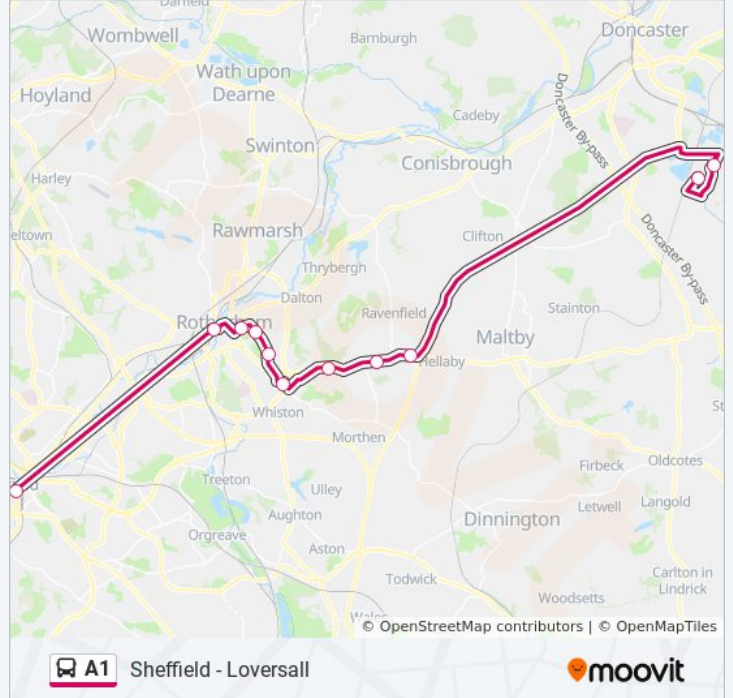 Darfield
Doncaster
Wombwell
Barnburgh
Wath upon
Dearne
Hoyland
Doncaster By-pass
Cadeby
Swinton
Conisbrough
Harley
Rawmarsh
Doncaster By-pass
Clifton
Thrybergh
Dalton
Stainton
Ravenfield
Maltby
Hellaby
Whiston
Morthen
Oldcotes
Firbeck
Treeton
Ulley
Letwell
Langold
Aughton
Dinnington
Orgreave
Aston
Carlton in
Lindrick
Todwick
Woodsetts
© OpenStreetMap contributors | © OpenMapTiles
A1 Sheffield - Loversall
moovit